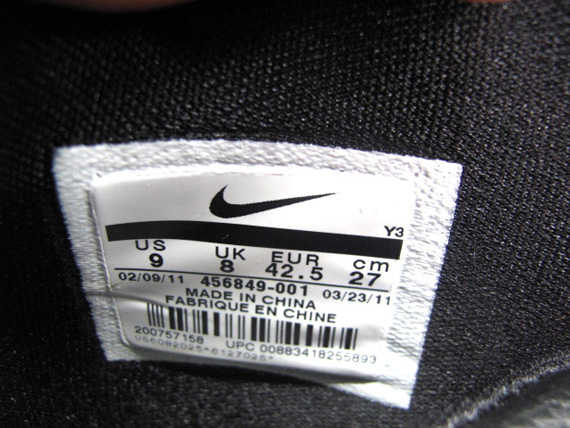 Y3
US UK EUR cm
9 8 42.5 27
02/09/11 456849-001 03/23/11
MADE IN CHINA
FABRIQUE EN CHINE
200757158 UPC 00883418255893